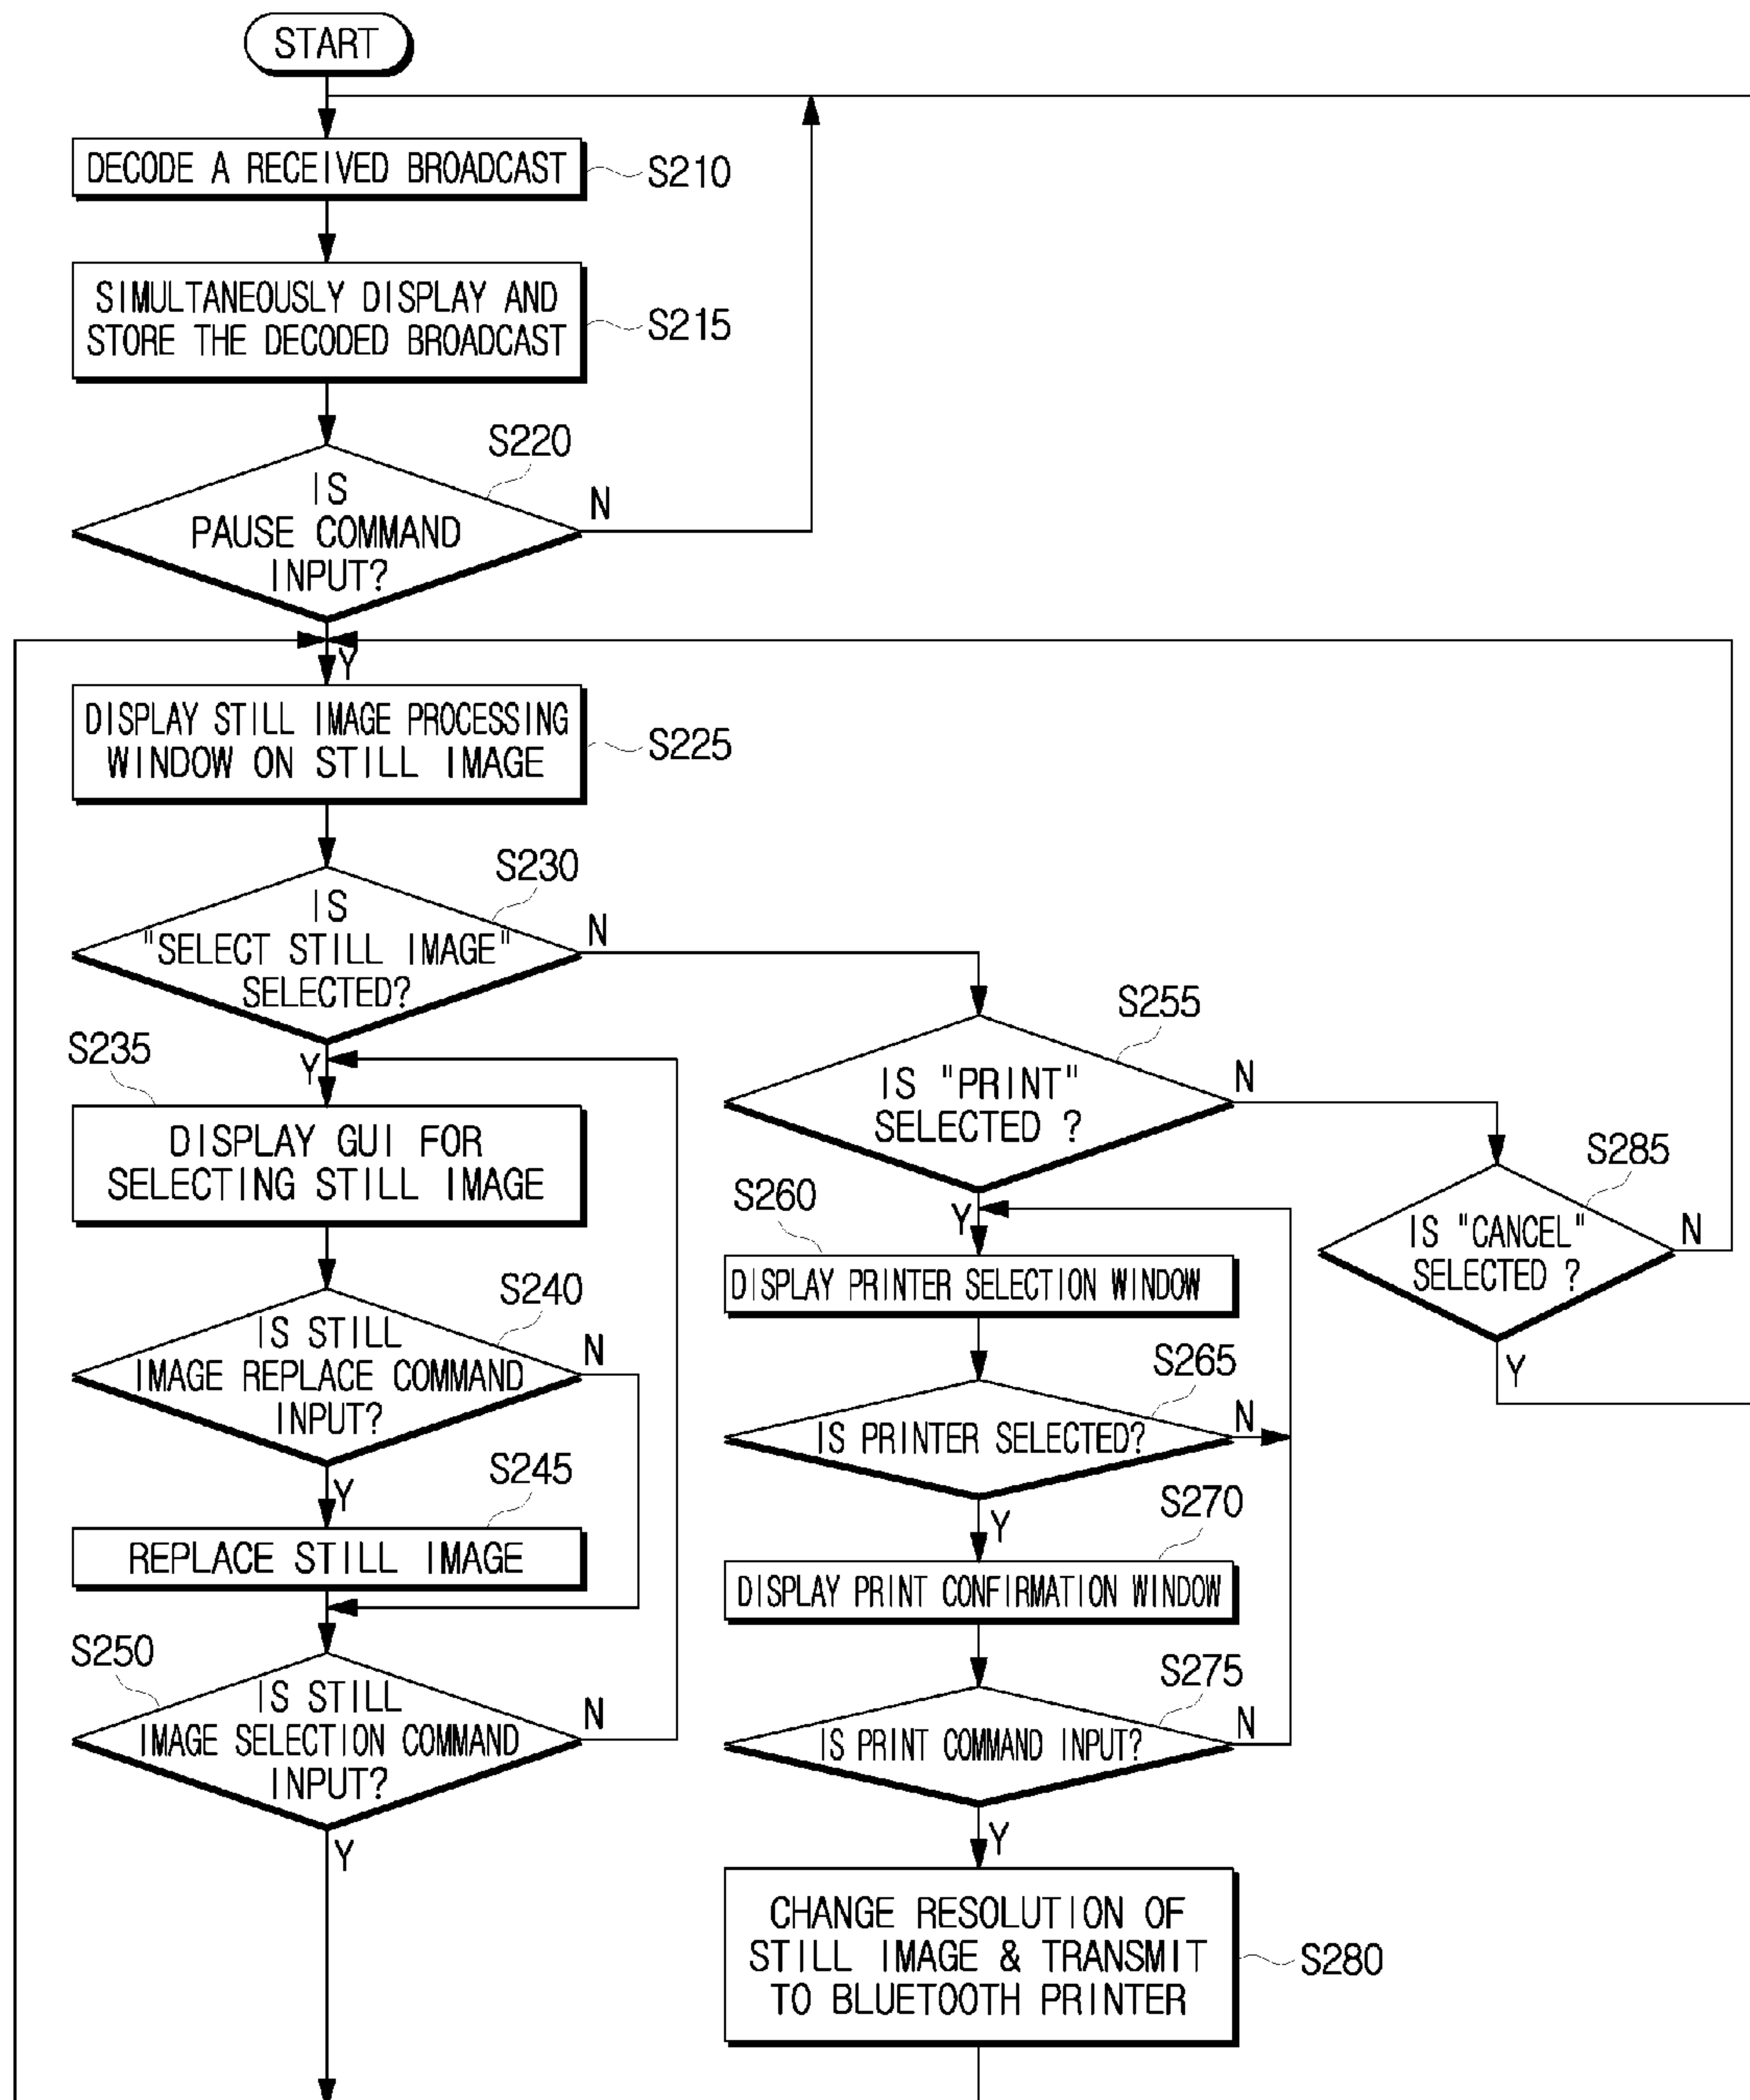 START
DECODE A RECEIVED BROADCAST
S210
SIMULTANEOUSLY DISPLAY AND
STORE THE DECODED BROADCAST
S215
S220
IS
PAUSE COMMAND
INPUT?
N
Y
DISPLAY STILL IMAGE PROCESSING
WINDOW ON STILL IMAGE
S225
S230
IS
"SELECT STILL IMAGE"
SELECTED?
N
Y
S235
DISPLAY GUI FOR
SELECTING STILL IMAGE
S240
IS STILL
IMAGE REPLACE COMMAND
INPUT?
N
Y
S245
REPLACE STILL IMAGE
S250
IS STILL
IMAGE SELECTION COMMAND
INPUT?
N
Y
S255
IS "PRINT"
SELECTED ?
N
Y
S260
DISPLAY PRINTER SELECTION WINDOW
S265
IS PRINTER SELECTED?
N
Y
S270
DISPLAY PRINT CONFIRMATION WINDOW
S275
IS PRINT COMMAND INPUT?
N
Y
CHANGE RESOLUTION OF
STILL IMAGE & TRANSMIT
TO BLUETOOTH PRINTER
S280
S285
IS "CANCEL"
SELECTED ?
N
Y